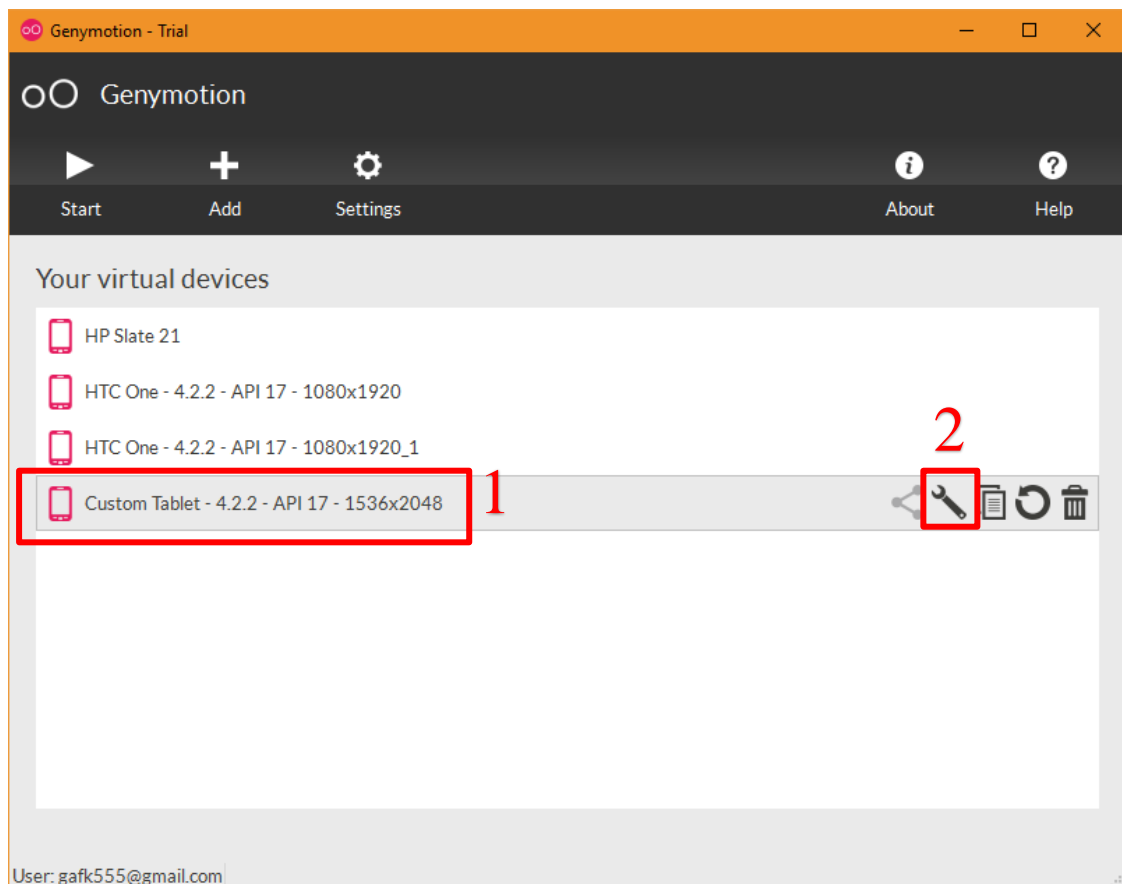 Genymotion - Trial
oO Genymotion
Start Add Settings About Help
Your virtual devices
HP Slate 21
HTC One - 4.2.2 - API 17 - 1080x1920
HTC One - 4.2.2 - API 17 - 1080x1920_1
2
Custom Tablet - 4.2.2 - API 17 - 1536x2048 1
User: gafk555@gmail.com